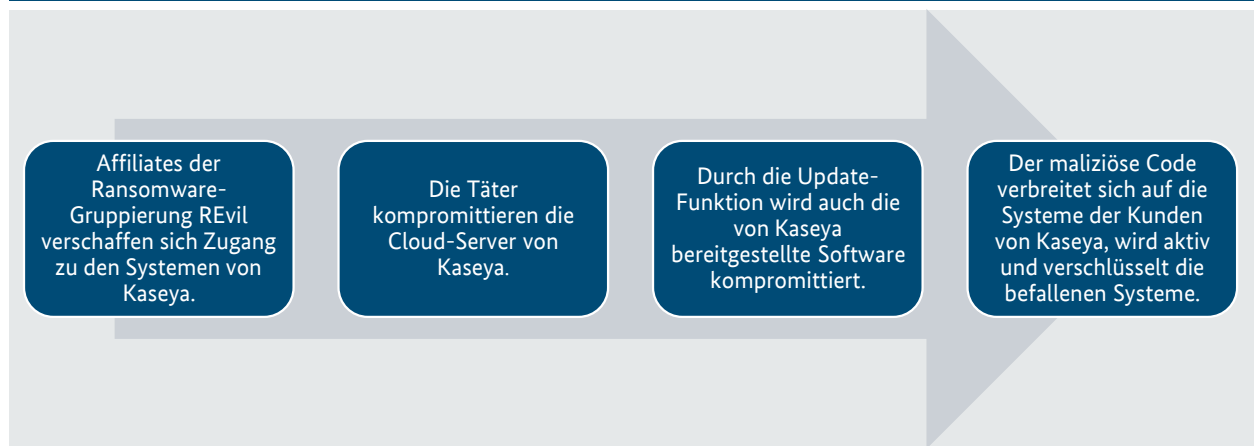 Affiliates der
Ransomware-
Gruppierung REvil
verschaffen sich Zugang
zu den Systemen von
Kaseya.
Die Täter
kompromittieren die
Cloud-Server von
Kaseya.
Durch die Update-
Funktion wird auch die
von Kaseya
bereitgestellte Software
kompromittiert.
Der maliziöse Code
verbreitet sich auf die
Systeme der Kunden
von Kaseya, wird aktiv
und verschlüsselt die
befallenen Systeme.